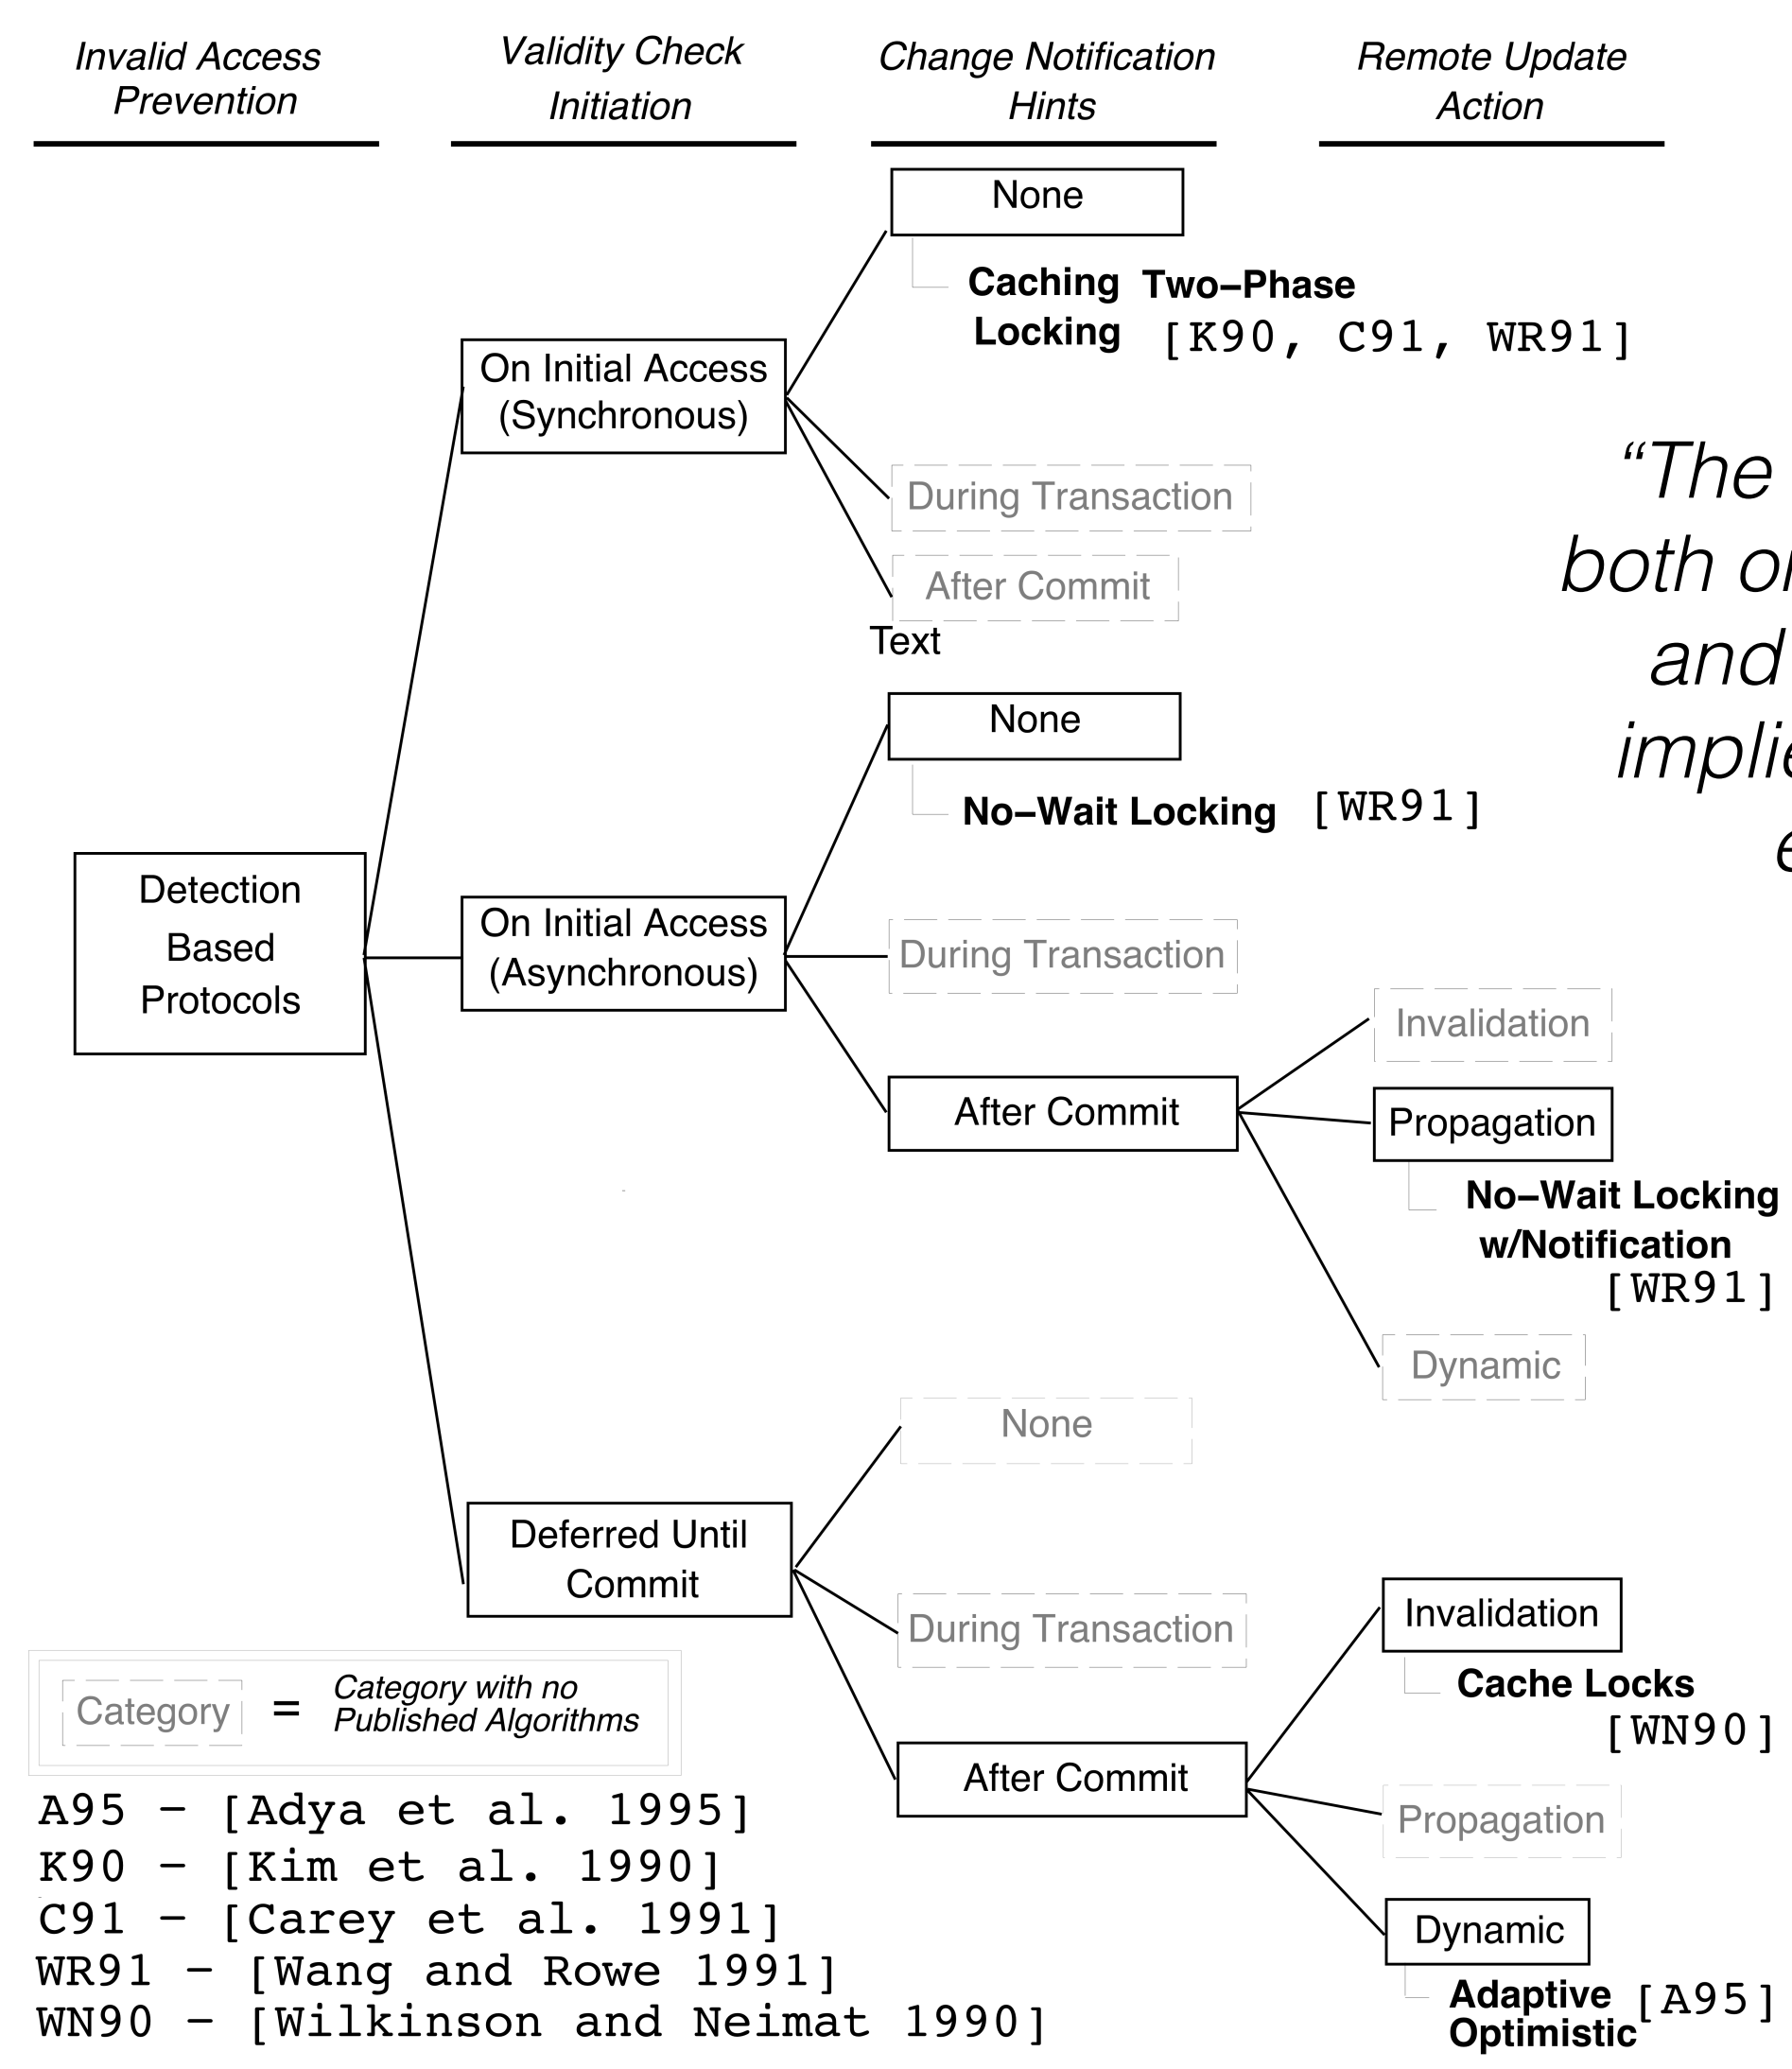 Invalid Access
Prevention
Validity Check
Initiation
Change Notification
Hints
Remote Update
Action
None
Caching Two–Phase
Locking [K90, C91, WR91]
On Initial Access
(Synchronous)
During Transaction
After Commit
Text
“The
both
and
None
No–Wait Locking [WR91]
Detection
Based
Protocols
On Initial Access
(Asynchronous)
During Transaction
After Commit
Invalidation
Propagation
No–Wait Locking
w/Notification
[WR91]
Dynamic
None
Deferred Until
Commit
During Transaction
After Commit
Invalidation
Cache Locks
[WN90]
Propagation
Dynamic
Adaptive [A95]
Optimistic
Category = Category with no
Published Algorithms
A95 – [Adya et al. 1995]
K90 – [Kim et al. 1990]
C91 – [Carey et al. 1991]
WR91 – [Wang and Rowe 1991]
WN90 – [Wilkinson and Neimat 1990]